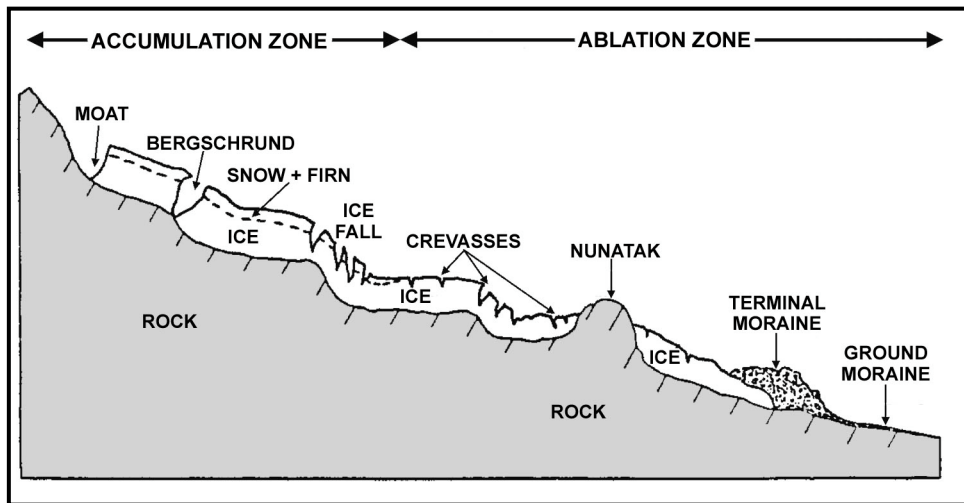 ACCUMULATION ZONE
ABLATION ZONE
MOAT
BERGSCHRUND
SNOW + FIRN
ICE
FALL
ICE
CREVASSES
ICE
NUNATAK
TERMINAL
MORAINE
ICE
GROUND
MORAINE
ROCK
ROCK